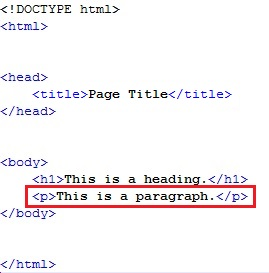 <!DOCTYPE html>
<html>
<head>
<title>Page Title</title>
</head>
<body>
<h1>This is a heading.</h1>
<p>This is a paragraph.</p>
</body>
</html>